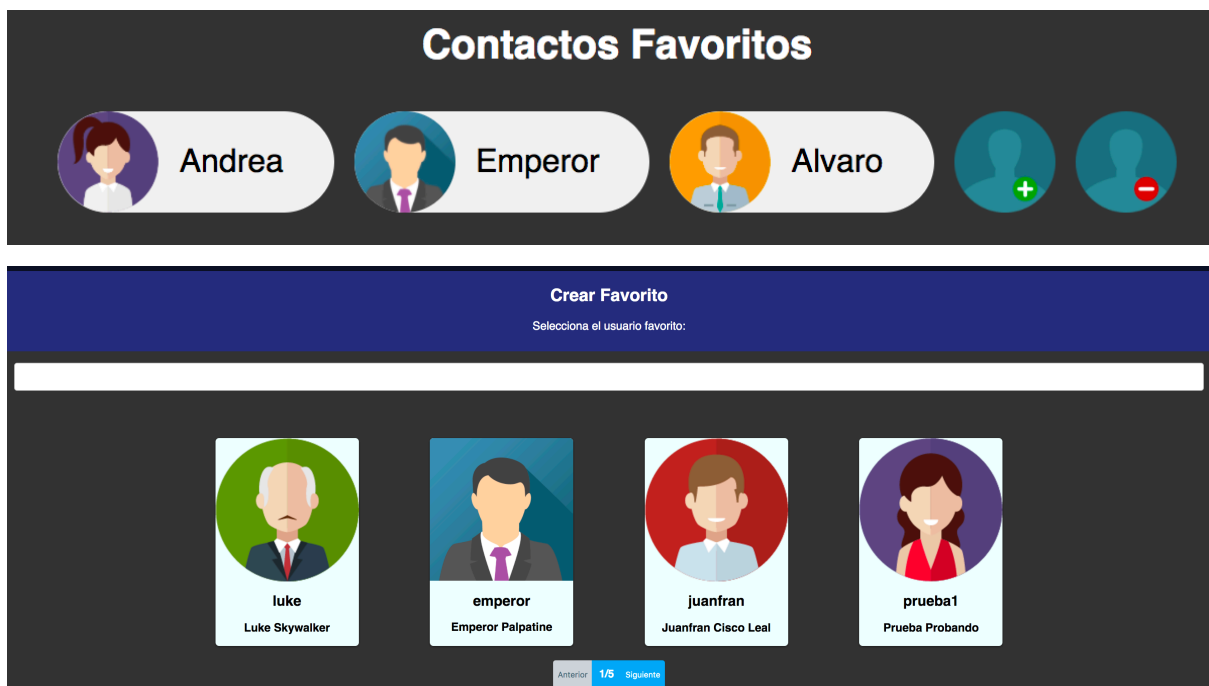 Contactos Favoritos
Andrea
Emperor
Alvaro
Crear Favorito
Selecciona el usuario favorito:
luke
Luke Skywalker
emperor
Emperor Palpatine
juanfran
Juanfran Cisco Leal
prueba1
Prueba Probando
Anterior 1/5 Siguiente